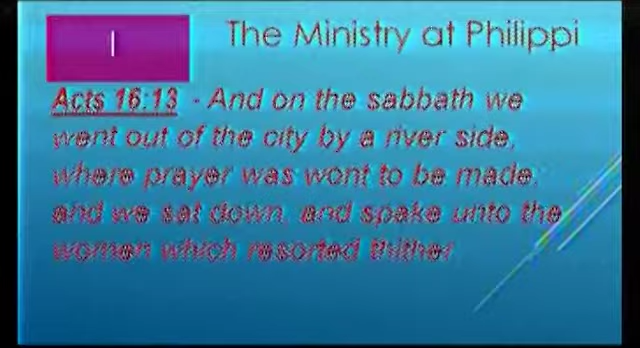 I
The Ministry at Philippi
Acts 16:13 - And on the sabbath we
went out of the city by a river side,
where prayer was wont to be made;
and we sat down, and spake unto the
women which resorted thither